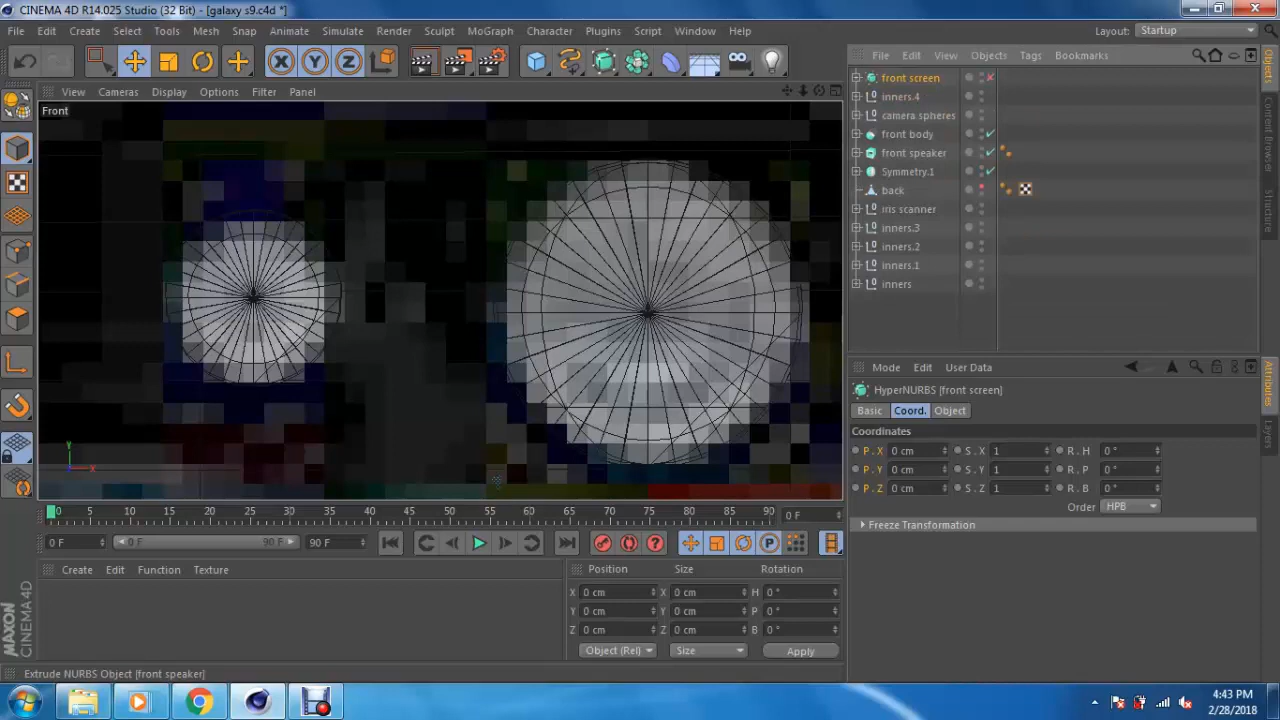 CINEMA 4D R14.025 Studio (32 Bit) - [galaxy s9.c4d *]
File Edit Create Select Tools Mesh Snap Animate Simulate Render Sculpt MoGraph Character Plugins Script Window Help Layout: Startup
File Edit View Objects Tags Bookmarks
View Cameras Display Options Filter Panel
Front
front screen
inners.4
camera spheres
front body
front speaker
Symmetry.1
back
iris scanner
inners.3
inners.2
inners.1
inners
Objects
Content Browser
Structure
Mode Edit User Data
HyperNURBS [front screen]
Basic Coord. Object
Coordinates
P . X 0 cm S . X 1 R . H 0 °
P . Y 0 cm S . Y 1 R . P 0 °
P . Z 0 cm S . Z 1 R . B 0 °
Order HPB
Freeze Transformation
Attributes
Layers
Y
X
0 5 10 15 20 25 30 35 40 45 50 55 60 65 70 75 80 85 90 0 F
0 F 0 F 90 F 90 F
Create Edit Function Texture
Position Size Rotation
X 0 cm X 0 cm H 0 °
Y 0 cm Y 0 cm P 0 °
Z 0 cm Z 0 cm B 0 °
Object (Rel) Size Apply
MAXON
CINEMA 4D
Extrude NURBS Object [front speaker]
4:43 PM
2/28/2018